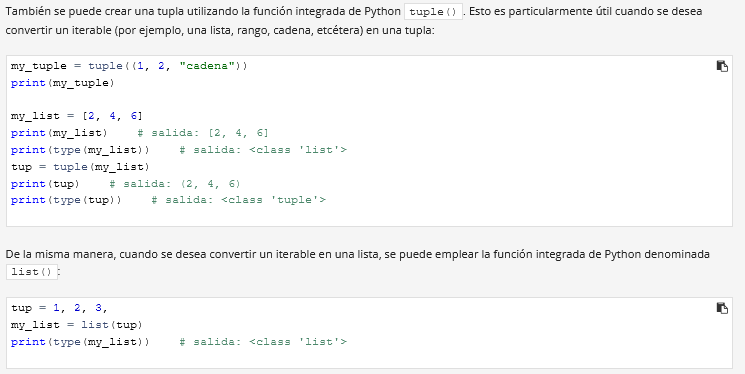 También se puede crear una tupla utilizando la función integrada de Python tuple(). Esto es particularmente útil cuando se desea
convertir un iterable (por ejemplo, una lista, rango, cadena, etcétera) en una tupla:
my_tuple = tuple((1, 2, "cadena"))
print(my_tuple)
my_list = [2, 4, 6]
print(my_list)    # salida: [2, 4, 6]
print(type(my_list))    # salida: <class 'list'>
tup = tuple(my_list)
print(tup)    # salida: (2, 4, 6)
print(type(tup))    # salida: <class 'tuple'>
De la misma manera, cuando se desea convertir un iterable en una lista, se puede emplear la función integrada de Python denominada
list():
tup = 1, 2, 3,
my_list = list(tup)
print(type(my_list))    # salida: <class 'list'>